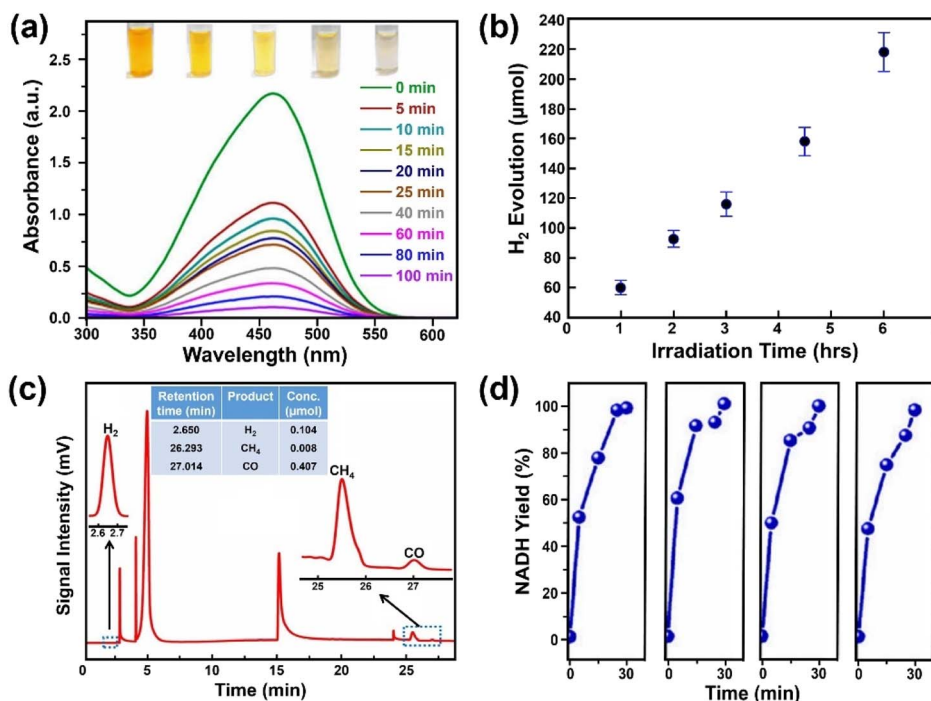 (a)
Absorbance (a.u.)
2.5
2.0
1.5
1.0
0.5
0.0
0 min
5 min
10 min
15 min
20 min
25 min
40 min
60 min
80 min
100 min
300 350 400 450 500 550 600
Wavelength (nm)
(b)
H₂ Evolution (μmol)
240
220
200
180
160
140
120
100
80
60
40
0 1 2 3 4 5 6
Irradiation Time (hrs)
(c)
Signal Intensity (mV)
Retention time (min) Product Conc. (μmol)
2.650 H₂ 0.104
26.293 CH₄ 0.008
27.014 CO 0.407
H₂
2.6 2.7
CH₄
CO
25 26 27
0 5 10 15 20 25
Time (min)
(d)
NADH Yield (%)
100
80
60
40
20
0
0 30 0 30 0 30 0 30
Time (min)